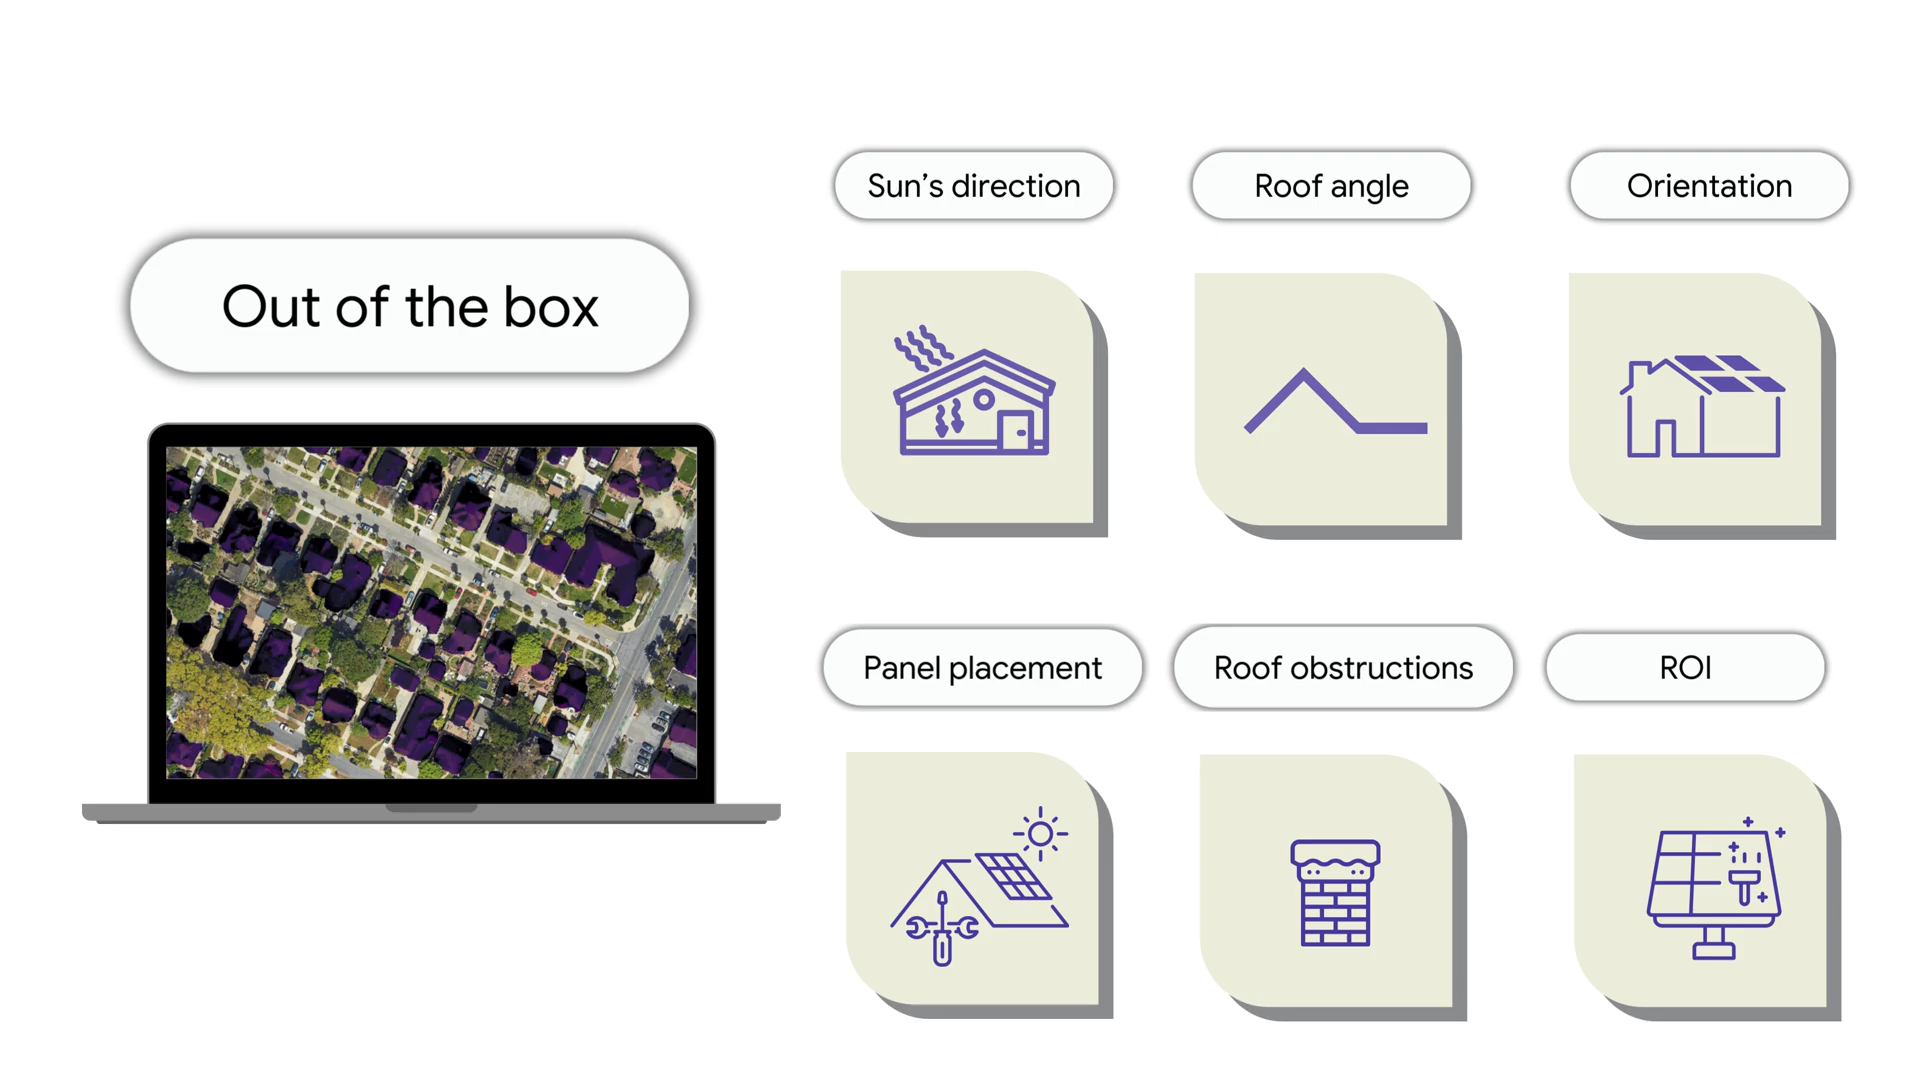 Out of the box
Sun’s direction
Roof angle
Orientation
Panel placement
Roof obstructions
ROI